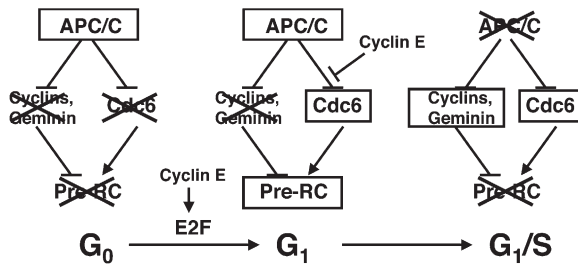 APC/C
APC/C
APC/C
Cyclin E
Cyclins,
Geminin
Cdc6
Cyclins,
Geminin
Cdc6
Cyclins,
Geminin
Cdc6
Pre-RC
Cyclin E
Pre-RC
Pre-RC
E2F
G₀
G₁
G₁/S